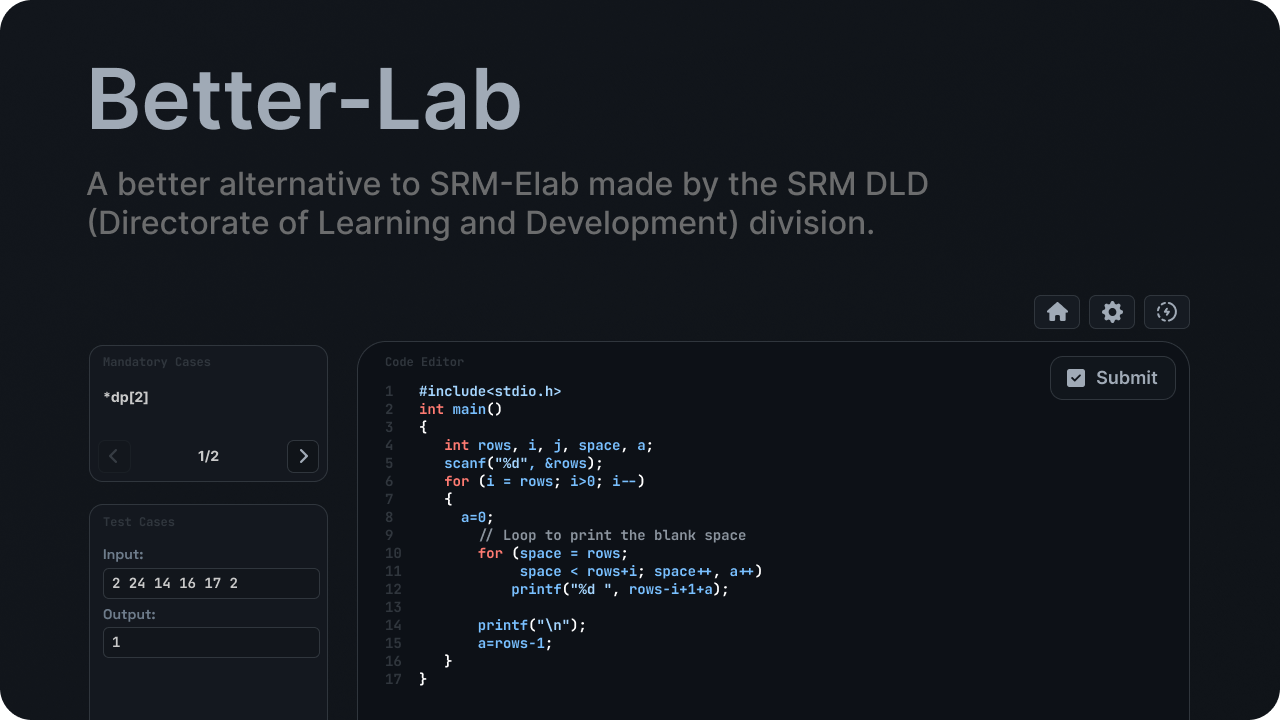 Better-Lab
A better alternative to SRM-Elab made by the SRM DLD
(Directorate of Learning and Development) division.
Mandatory Cases
*dp[2]
1/2
Test Cases
Input:
2 24 14 16 17 2
Output:
1
Code Editor
Submit
1 #include<stdio.h>
2 int main()
3 {
4    int rows, i, j, space, a;
5    scanf("%d", &rows);
6    for (i = rows; i>0; i--)
7    {
8      a=0;
9        // Loop to print the blank space
10       for (space = rows;
11            space < rows+i; space++, a++)
12           printf("%d ", rows-i+1+a);
13
14       printf("\n");
15       a=rows-1;
16   }
17 }